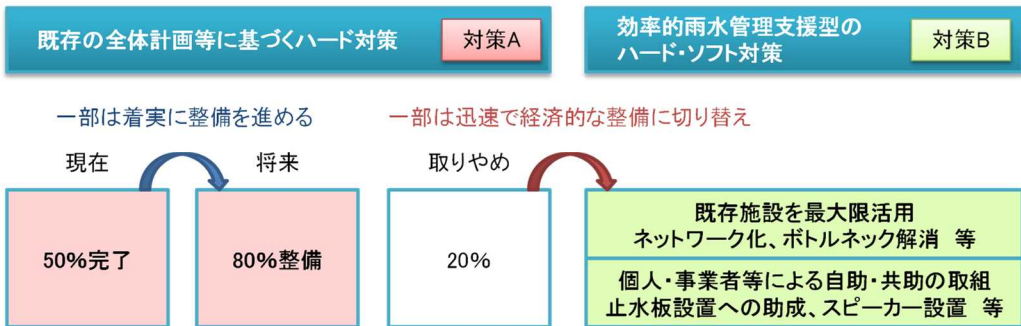 既存の全体計画等に基づくハード対策
対策A
効率的雨水管理支援型の
ハード・ソフト対策
対策B
一部は着実に整備を進める
一部は迅速で経済的な整備に切り替え
現在
将来
取りやめ
50%完了
80%整備
20%
既存施設を最大限活用
ネットワーク化、ボトルネック解消 等
個人・事業者等による自助・共助の取組
止水板設置への助成、スピーカー設置 等